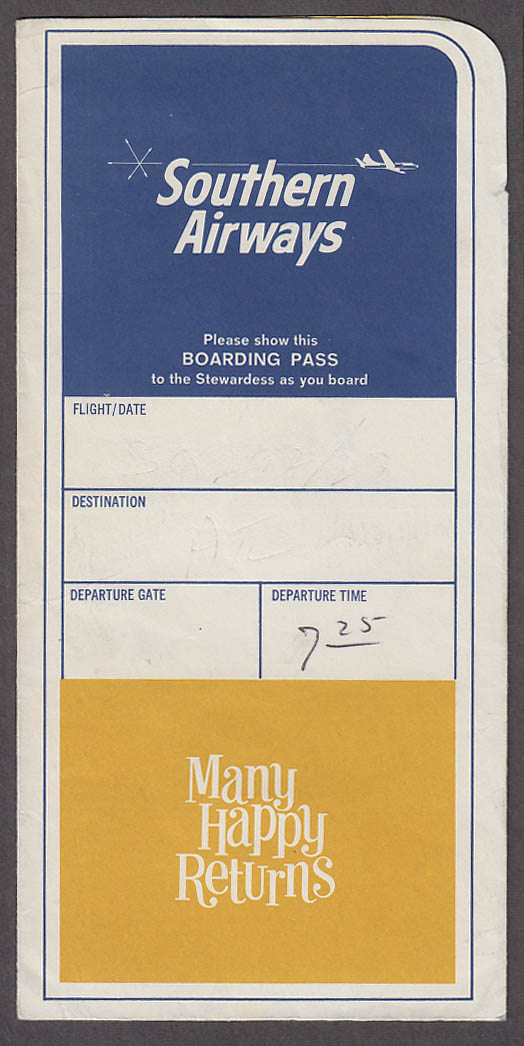 Southern
Airways
Please show this
BOARDING PASS
to the Stewardess as you board
FLIGHT/DATE
DESTINATION
DEPARTURE GATE
DEPARTURE TIME
7 25
Many
Happy
Returns